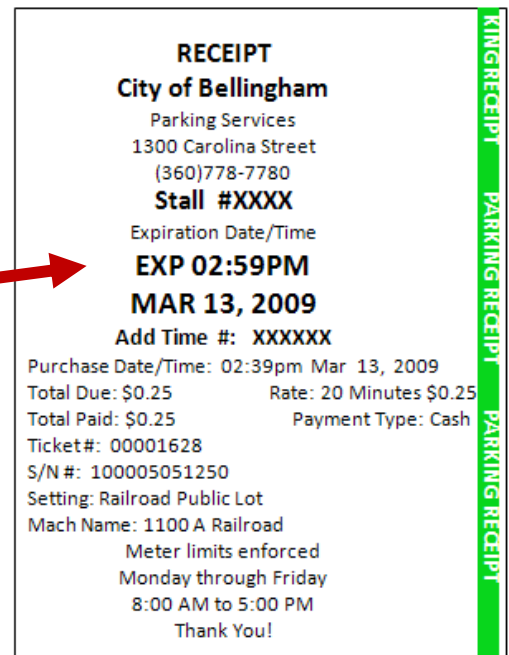 RECEIPT
City of Bellingham
Parking Services
1300 Carolina Street
(360)778-7780
Stall #XXXX
Expiration Date/Time
EXP 02:59PM
MAR 13, 2009
Add Time #: XXXXXX
Purchase Date/Time: 02:39pm Mar 13, 2009
Total Due: $0.25 Rate: 20 Minutes $0.25
Total Paid: $0.25 Payment Type: Cash
Ticket#: 00001628
S/N #: 100005051250
Setting: Railroad Public Lot
Mach Name: 1100 A Railroad
Meter limits enforced
Monday through Friday
8:00 AM to 5:00 PM
Thank You!
KING RECEIPT PARKING RECEIPT PARKING RECEIPT